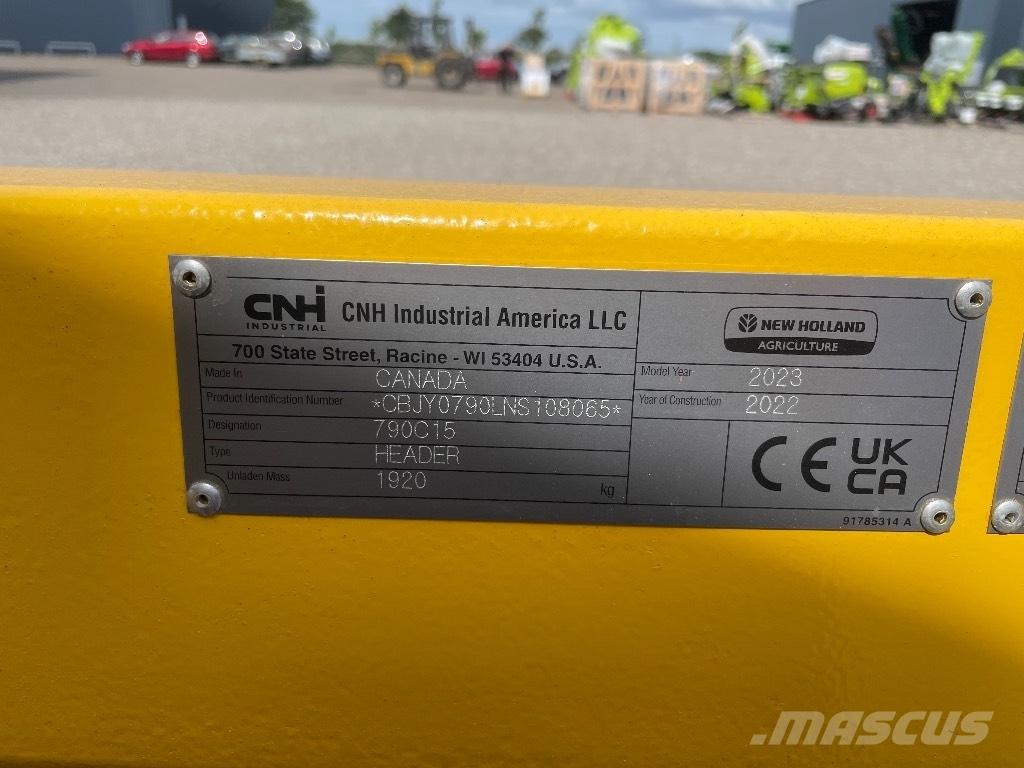 CNH INDUSTRIAL CNH Industrial America LLC
700 State Street, Racine - WI 53404 U.S.A.
Made In CANADA
Product Identification Number *CBJY0790LNS108065*
Designation 790C15
Type HEADER
Unladen Mass 1920 kg
NEW HOLLAND
AGRICULTURE
Model Year 2023
Year of Construction 2022
CE UK
CA
91785314 A
MASCUS